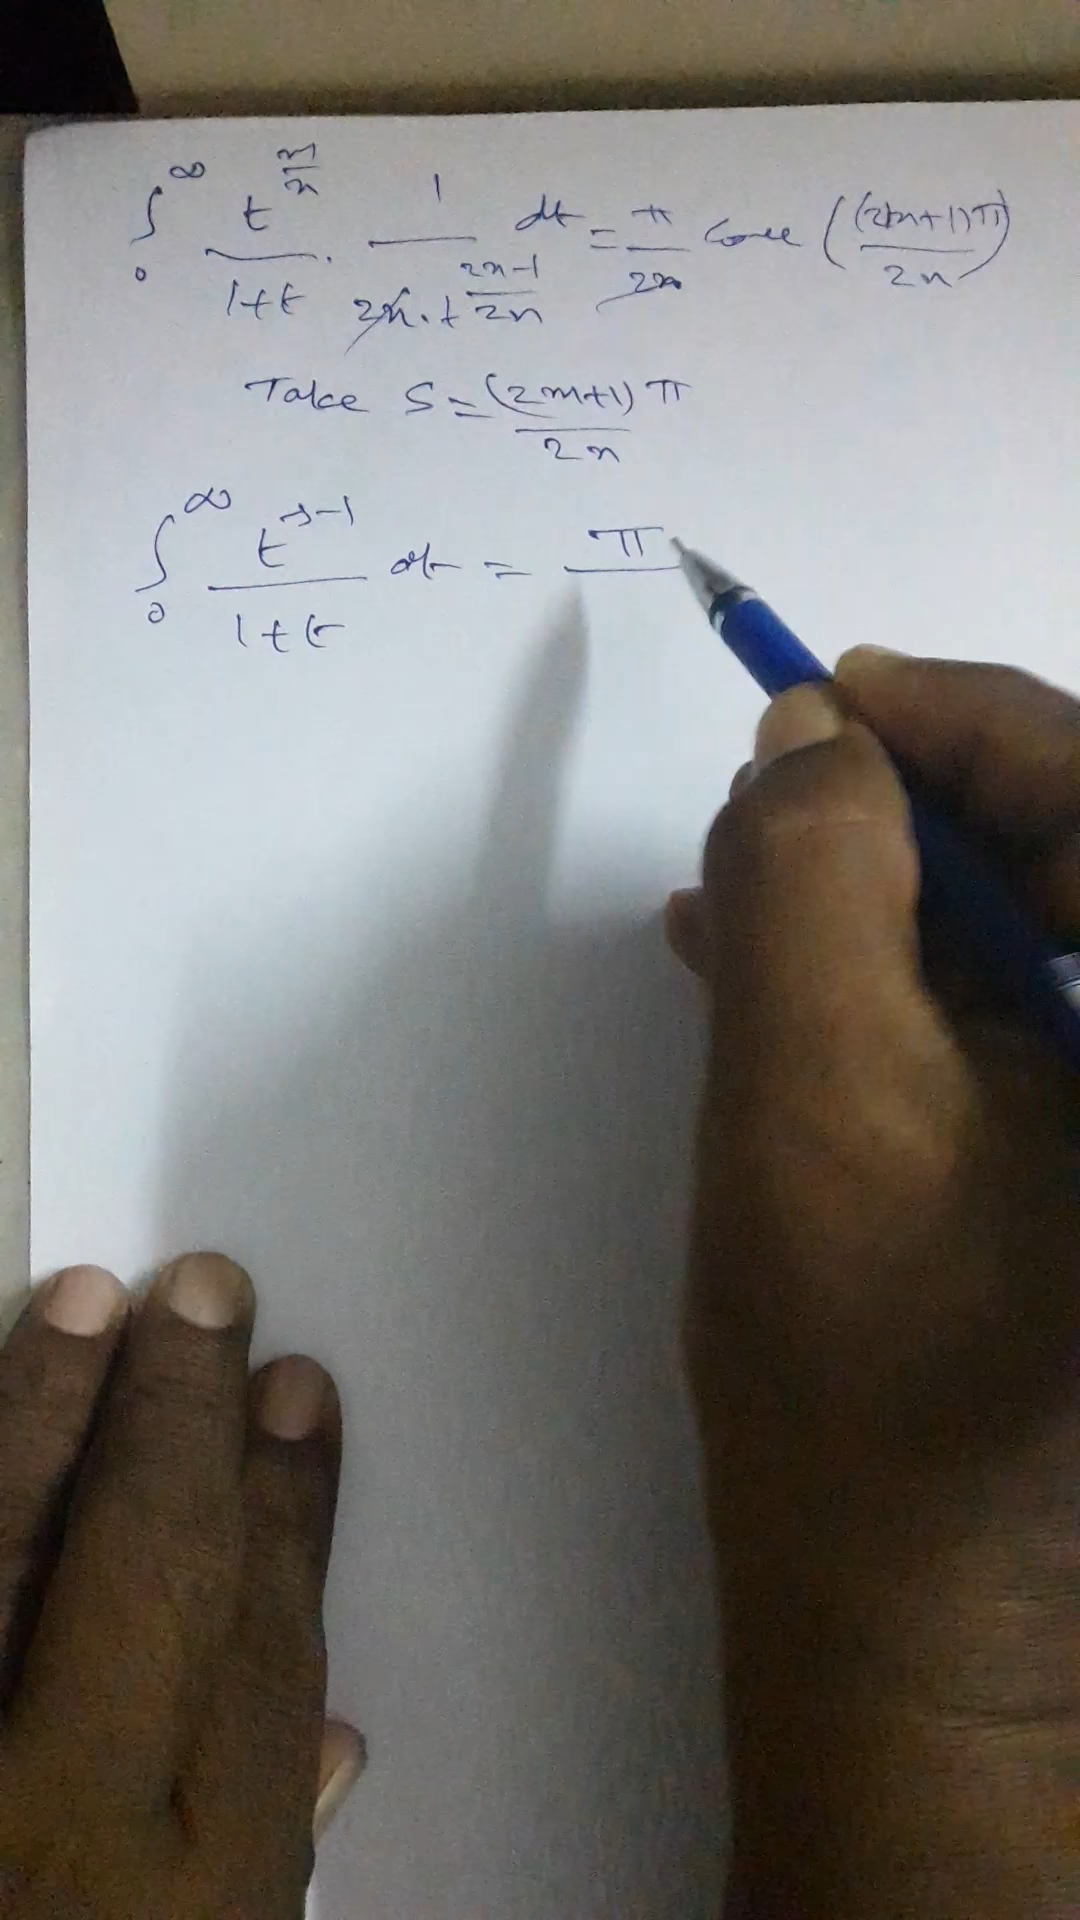 ∫₀^∞ t^(m/n)/(1+t) · 1/(2n·t^((2n-1)/2n)) dt = π/2n Cosec ((2m+1)π/2n)
Take S = (2m+1)π/2n
∫₀^∞ t^(s-1)/(1+t) dt = π